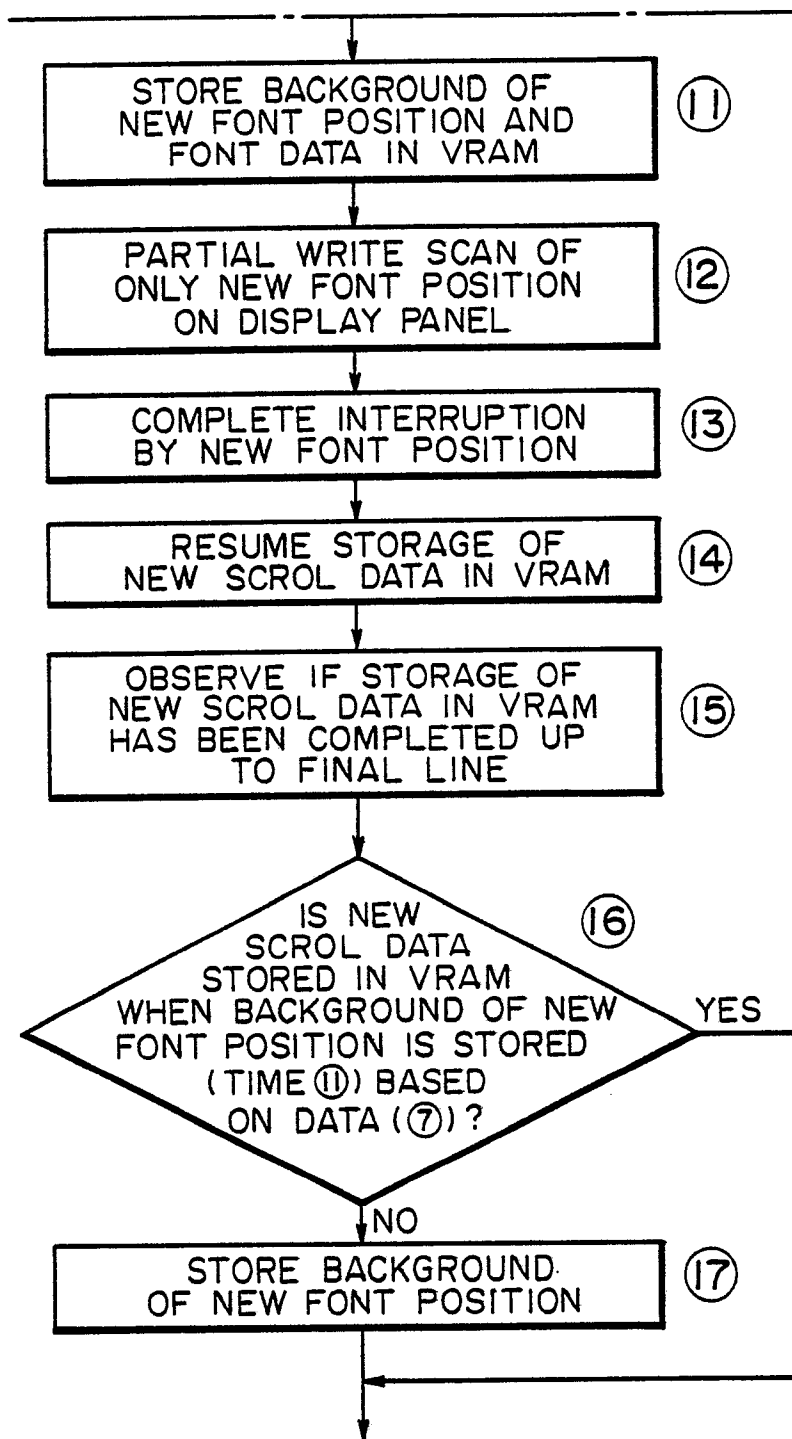 STORE BACKGROUND OF
NEW FONT POSITION AND
FONT DATA IN VRAM
⑪
PARTIAL WRITE SCAN OF
ONLY NEW FONT POSITION
ON DISPLAY PANEL
⑫
COMPLETE INTERRUPTION
BY NEW FONT POSITION
⑬
RESUME STORAGE OF
NEW SCROL DATA IN VRAM
⑭
OBSERVE IF STORAGE OF
NEW SCROL DATA IN VRAM
HAS BEEN COMPLETED UP
TO FINAL LINE
⑮
IS NEW
SCROL DATA
STORED IN VRAM
WHEN BACKGROUND OF NEW
FONT POSITION IS STORED
(TIME ⑪) BASED
ON DATA (⑦)?
⑯
YES
NO
STORE BACKGROUND
OF NEW FONT POSITION
⑰